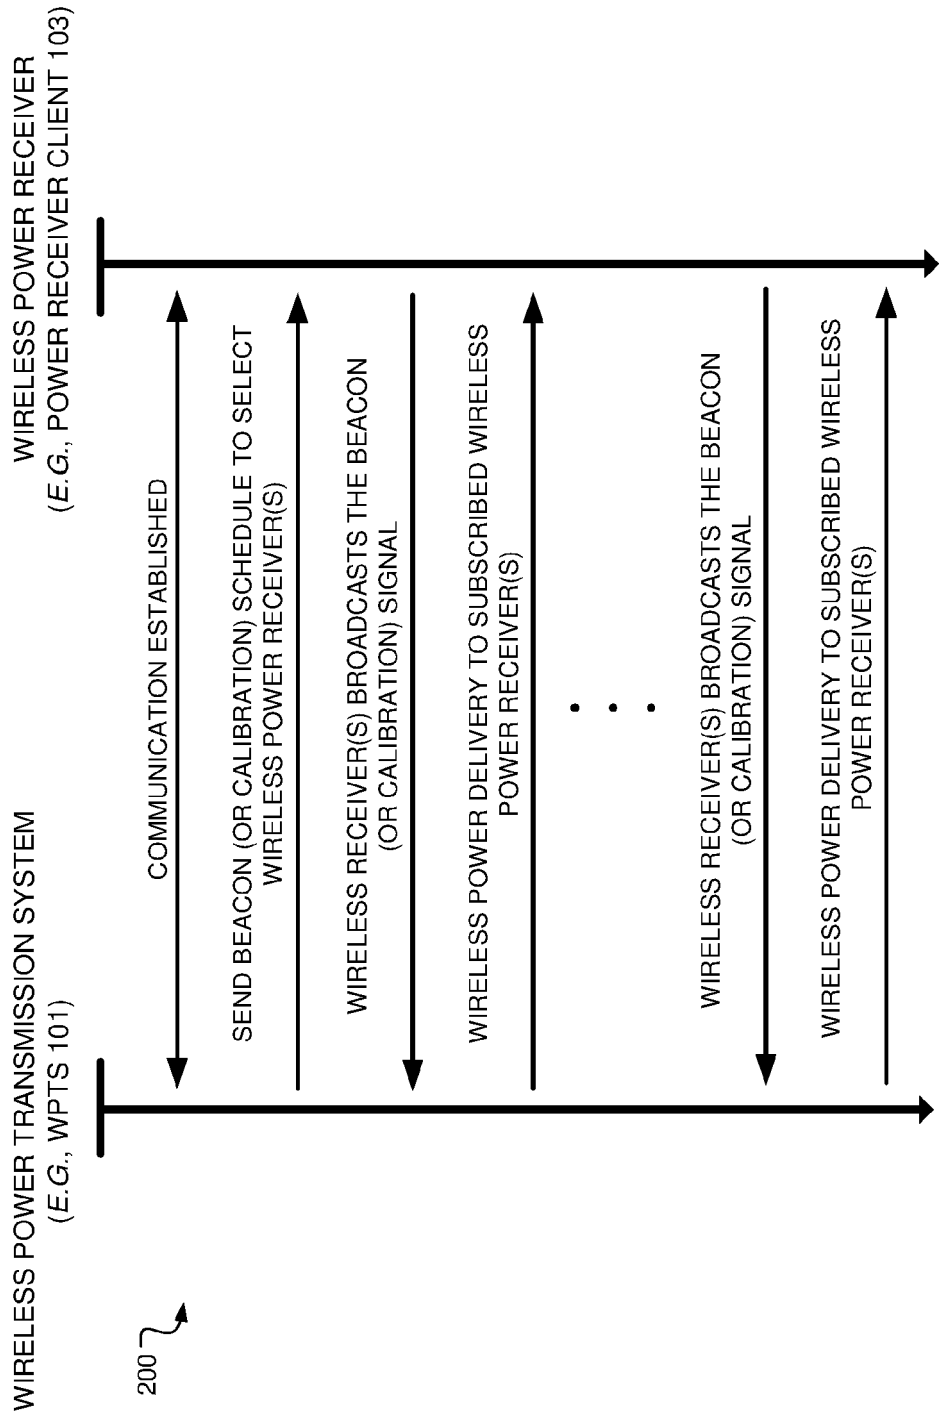 WIRELESS POWER TRANSMISSION SYSTEM
(E.G., WPTS 101)
WIRELESS POWER RECEIVER
(E.G., POWER RECEIVER CLIENT 103)
200
COMMUNICATION ESTABLISHED
SEND BEACON (OR CALIBRATION) SCHEDULE TO SELECT
WIRELESS POWER RECEIVER(S)
WIRELESS RECEIVER(S) BROADCASTS THE BEACON
(OR CALIBRATION) SIGNAL
WIRELESS POWER DELIVERY TO SUBSCRIBED WIRELESS
POWER RECEIVER(S)
WIRELESS RECEIVER(S) BROADCASTS THE BEACON
(OR CALIBRATION) SIGNAL
WIRELESS POWER DELIVERY TO SUBSCRIBED WIRELESS
POWER RECEIVER(S)